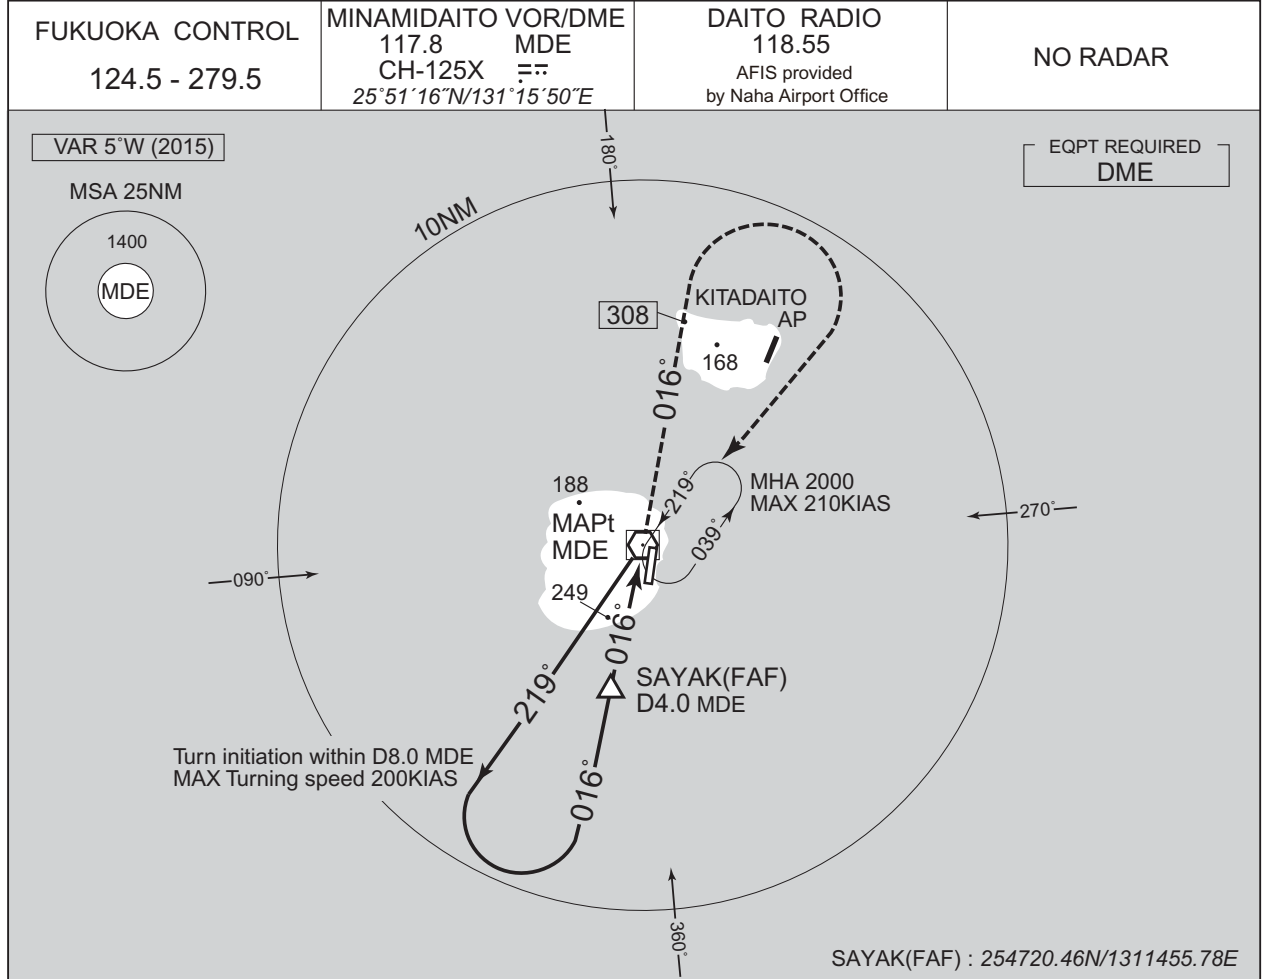 FUKUOKA CONTROL
124.5 - 279.5
MINAMIDAITO VOR/DME
117.8 MDE
CH-125X
25°51´16˝N/131°15´50˝E
DAITO RADIO
118.55
AFIS provided
by Naha Airport Office
NO RADAR
VAR 5°W (2015)
MSA 25NM
1400
MDE
EQPT REQUIRED
DME
180°
10NM
KITADAITO
AP
308
168
016°
219°
039°
MHA 2000
MAX 210KIAS
188
MAPt
MDE
249
270°
090°
016°
SAYAK(FAF)
D4.0 MDE
219°
016°
Turn initiation within D8.0 MDE
MAX Turning speed 200KIAS
360°
SAYAK(FAF) : 254720.46N/1311455.78E